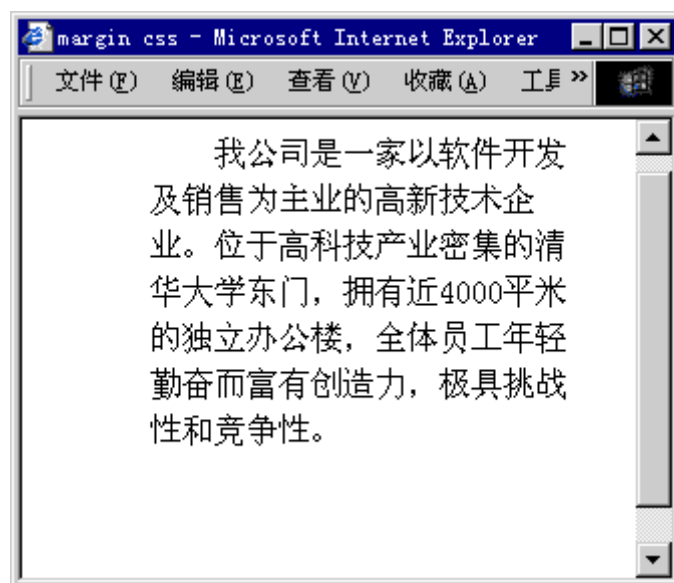 margin css - Microsoft Internet Explorer
文件(F) 编辑(E) 查看(V) 收藏(A) 工具 »
我公司是一家以软件开发
及销售为主业的高新技术企
业。位于高科技产业密集的清
华大学东门，拥有近4000平米
的独立办公楼，全体员工年轻
勤奋而富有创造力，极具挑战
性和竞争性。